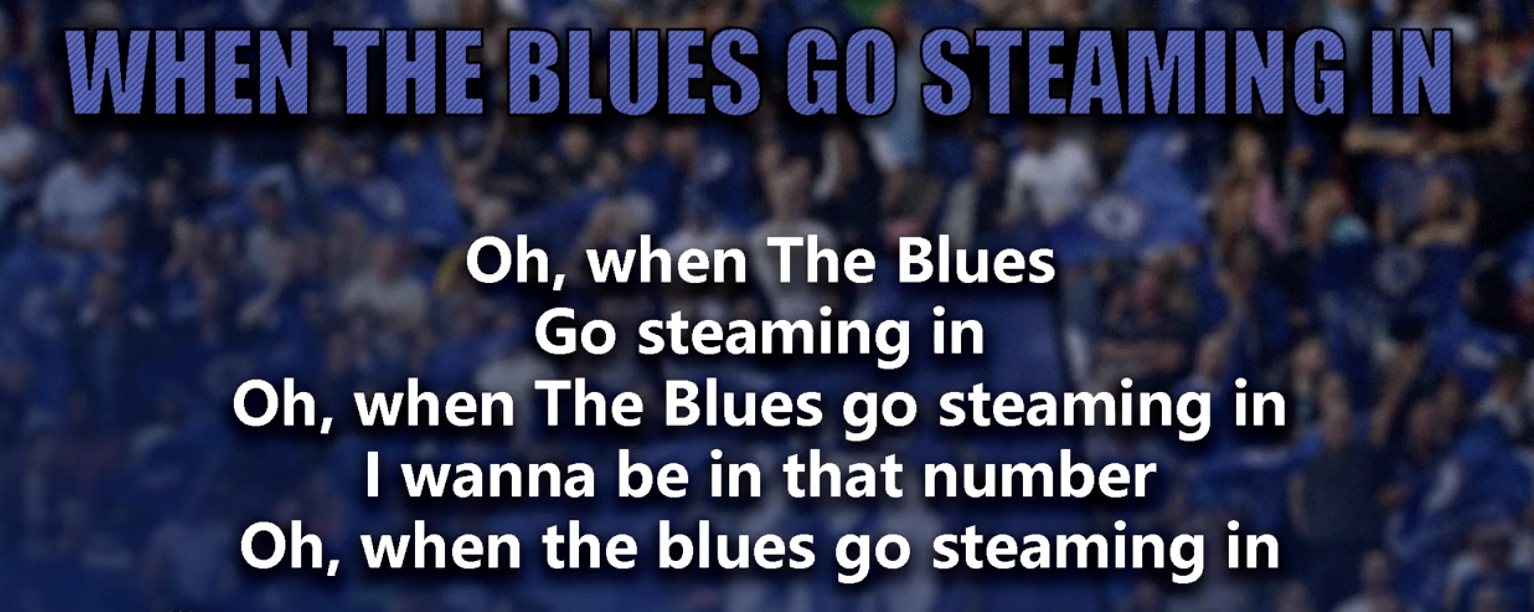 WHEN THE BLUES GO STEAMING IN
Oh, when The Blues
Go steaming in
Oh, when The Blues go steaming in
I wanna be in that number
Oh, when the blues go steaming in